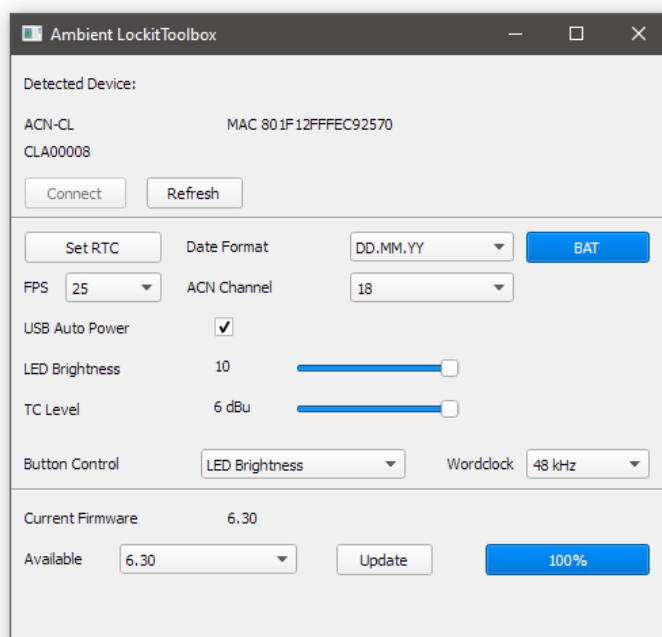 Ambient LockitToolbox
Detected Device:
ACN-CL MAC 801F12FFFEC92570
CLA00008
Connect Refresh
Set RTC Date Format DD.MM.YY BAT
FPS 25 ACN Channel 18
USB Auto Power
LED Brightness 10
TC Level 6 dBu
Button Control LED Brightness Wordclock 48 kHz
Current Firmware 6.30
Available 6.30 Update 100%